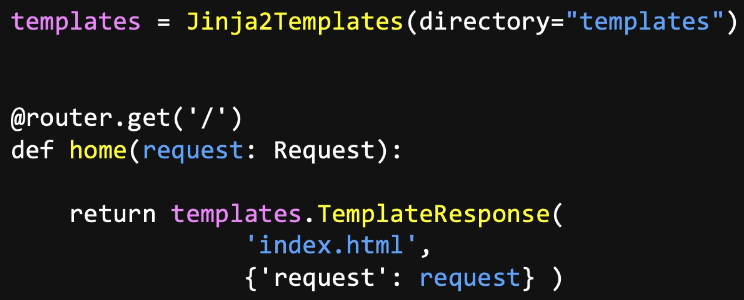 templates = Jinja2Templates(directory="templates")
@router.get('/')
def home(request: Request):
    return templates.TemplateResponse(
                'index.html',
                {'request': request} )